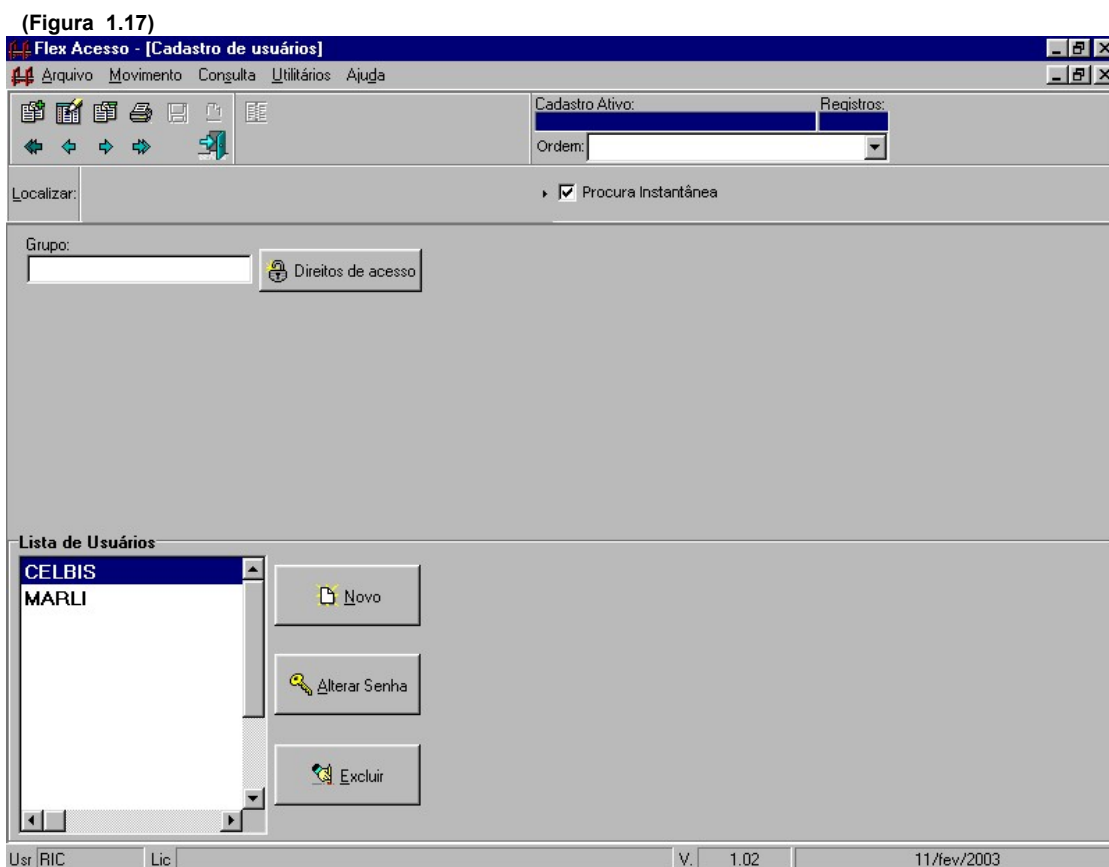 (Figura 1.17)
Flex Acesso - [Cadastro de usuários]
Arquivo Movimento Consulta Utilitários Ajuda
Cadastro Ativo: Registros:
Ordem:
Localizar: Procura Instantânea
Grupo:
Direitos de acesso
Lista de Usuários
CELBIS
MARLI
Novo
Alterar Senha
Excluir
Usr RIC Lic V. 1.02 11/fev/2003